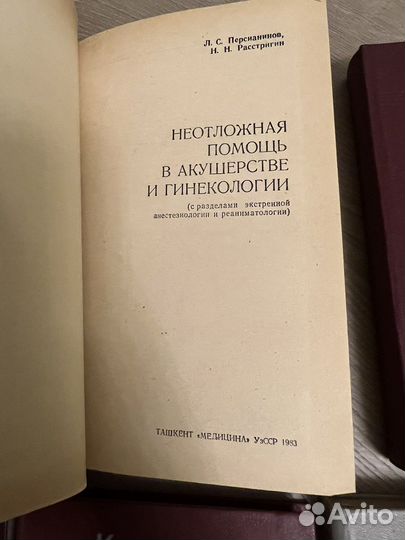 Л. С. Персианинов,
Н. Н. Расстригин
НЕОТЛОЖНАЯ
ПОМОЩЬ
В АКУШЕРСТВЕ
И ГИНЕКОЛОГИИ
(с разделами экстренной
анестезиологии и реаниматологии)
ТАШКЕНТ «МЕДИЦИНА» УзССР 1983
К
Avito